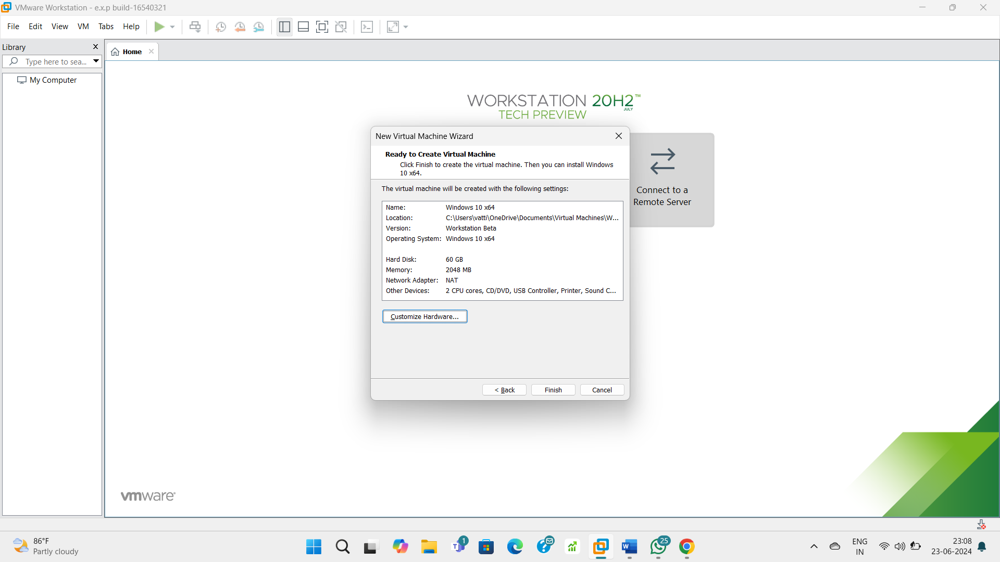 VMware Workstation - e.x.p build-16540321
File Edit View VM Tabs Help
Library
Type here to sea...
My Computer
Home
WORKSTATION 20H2™
JULY
TECH PREVIEW
New Virtual Machine Wizard
Ready to Create Virtual Machine
Click Finish to create the virtual machine. Then you can install Windows
10 x64.
The virtual machine will be created with the following settings:
Name: Windows 10 x64
Location: C:\Users\vatti\OneDrive\Documents\Virtual Machines\W...
Version: Workstation Beta
Operating System: Windows 10 x64
Hard Disk: 60 GB
Memory: 2048 MB
Network Adapter: NAT
Other Devices: 2 CPU cores, CD/DVD, USB Controller, Printer, Sound C...
Customize Hardware...
< Back Finish Cancel
Connect to a
Remote Server
vmware
86°F
Partly cloudy
1
25
ENG
IN
23:08
23-06-2024